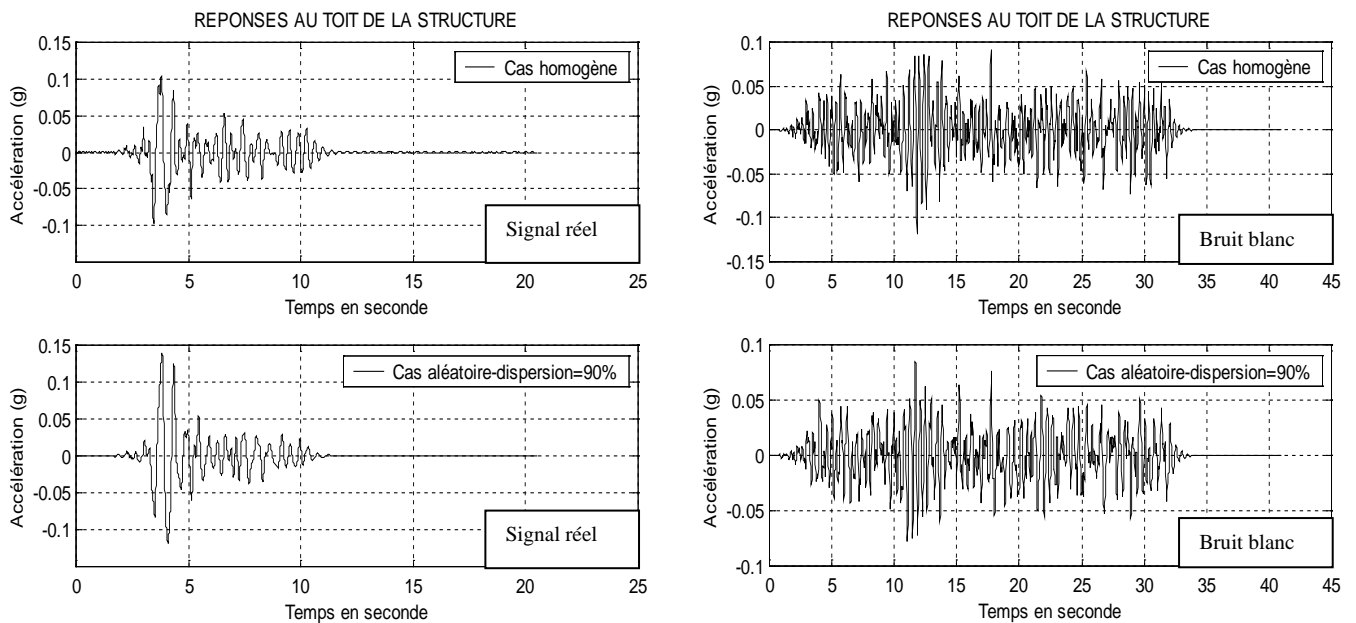 REPONSES AU TOIT DE LA STRUCTURE
0.15
0.1
0.05
0
-0.05
-0.1
Accélération (g)
Cas homogène
Signal réel
0 5 10 15 20 25
Temps en seconde
REPONSES AU TOIT DE LA STRUCTURE
0.1
0.05
0
-0.05
-0.1
-0.15
Accélération (g)
Cas homogène
Bruit blanc
0 5 10 15 20 25 30 35 40 45
Temps en seconde
0.15
0.1
0.05
0
-0.05
-0.1
Accélération (g)
Cas aléatoire-dispersion=90%
Signal réel
0 5 10 15 20 25
Temps en seconde
0.1
0.05
0
-0.05
-0.1
Accélération (g)
Cas aléatoire-dispersion=90%
Bruit blanc
0 5 10 15 20 25 30 35 40 45
Temps en seconde